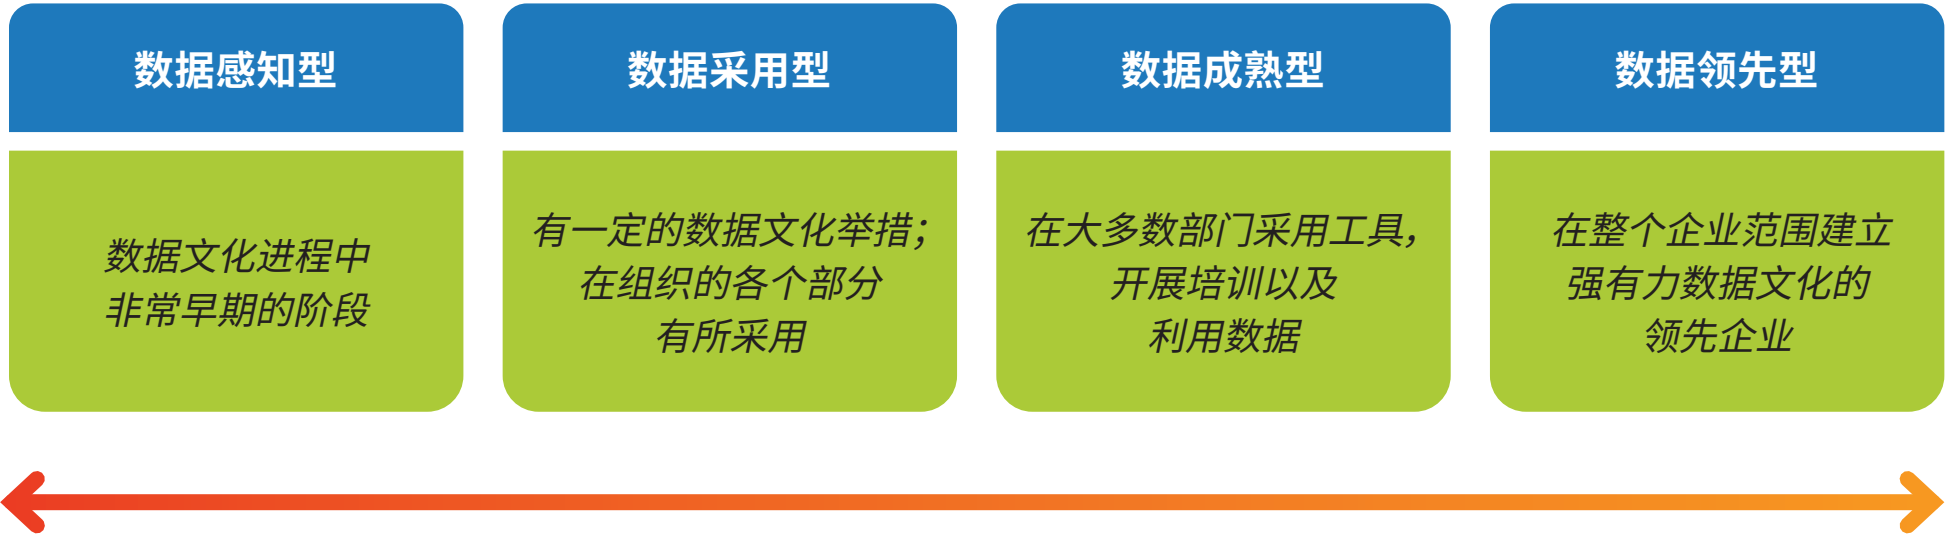 数据感知型
数据文化进程中
非常早期的阶段
数据采用型
有一定的数据文化举措；
在组织的各个部分
有所采用
数据成熟型
在大多数部门采用工具，
开展培训以及
利用数据
数据领先型
在整个企业范围建立
强有力数据文化的
领先企业